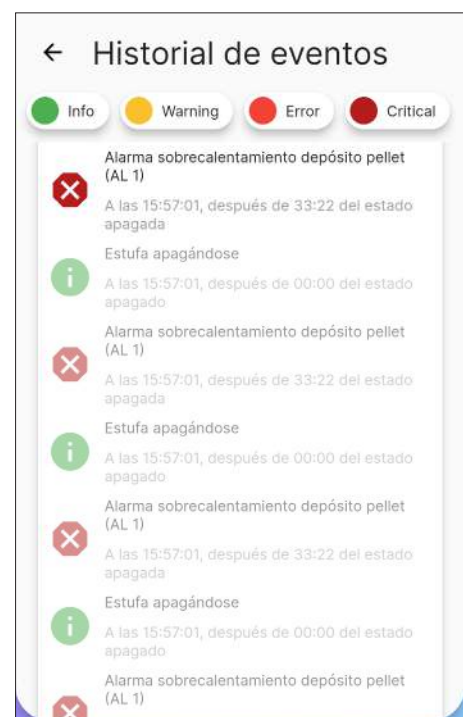 Historial de eventos
Info
Warning
Error
Critical
Alarma sobrecalentamiento depósito pellet
(AL 1)
A las 15:57:01, después de 33:22 del estado
apagada
Estufa apagándose
A las 15:57:01, después de 00:00 del estado
apagado
Alarma sobrecalentamiento depósito pellet
(AL 1)
A las 15:57:01, después de 33:22 del estado
apagada
Estufa apagándose
A las 15:57:01, después de 00:00 del estado
apagado
Alarma sobrecalentamiento depósito pellet
(AL 1)
A las 15:57:01, después de 33:22 del estado
apagada
Estufa apagándose
A las 15:57:01, después de 00:00 del estado
apagado
Alarma sobrecalentamiento depósito pellet
(AL 1)